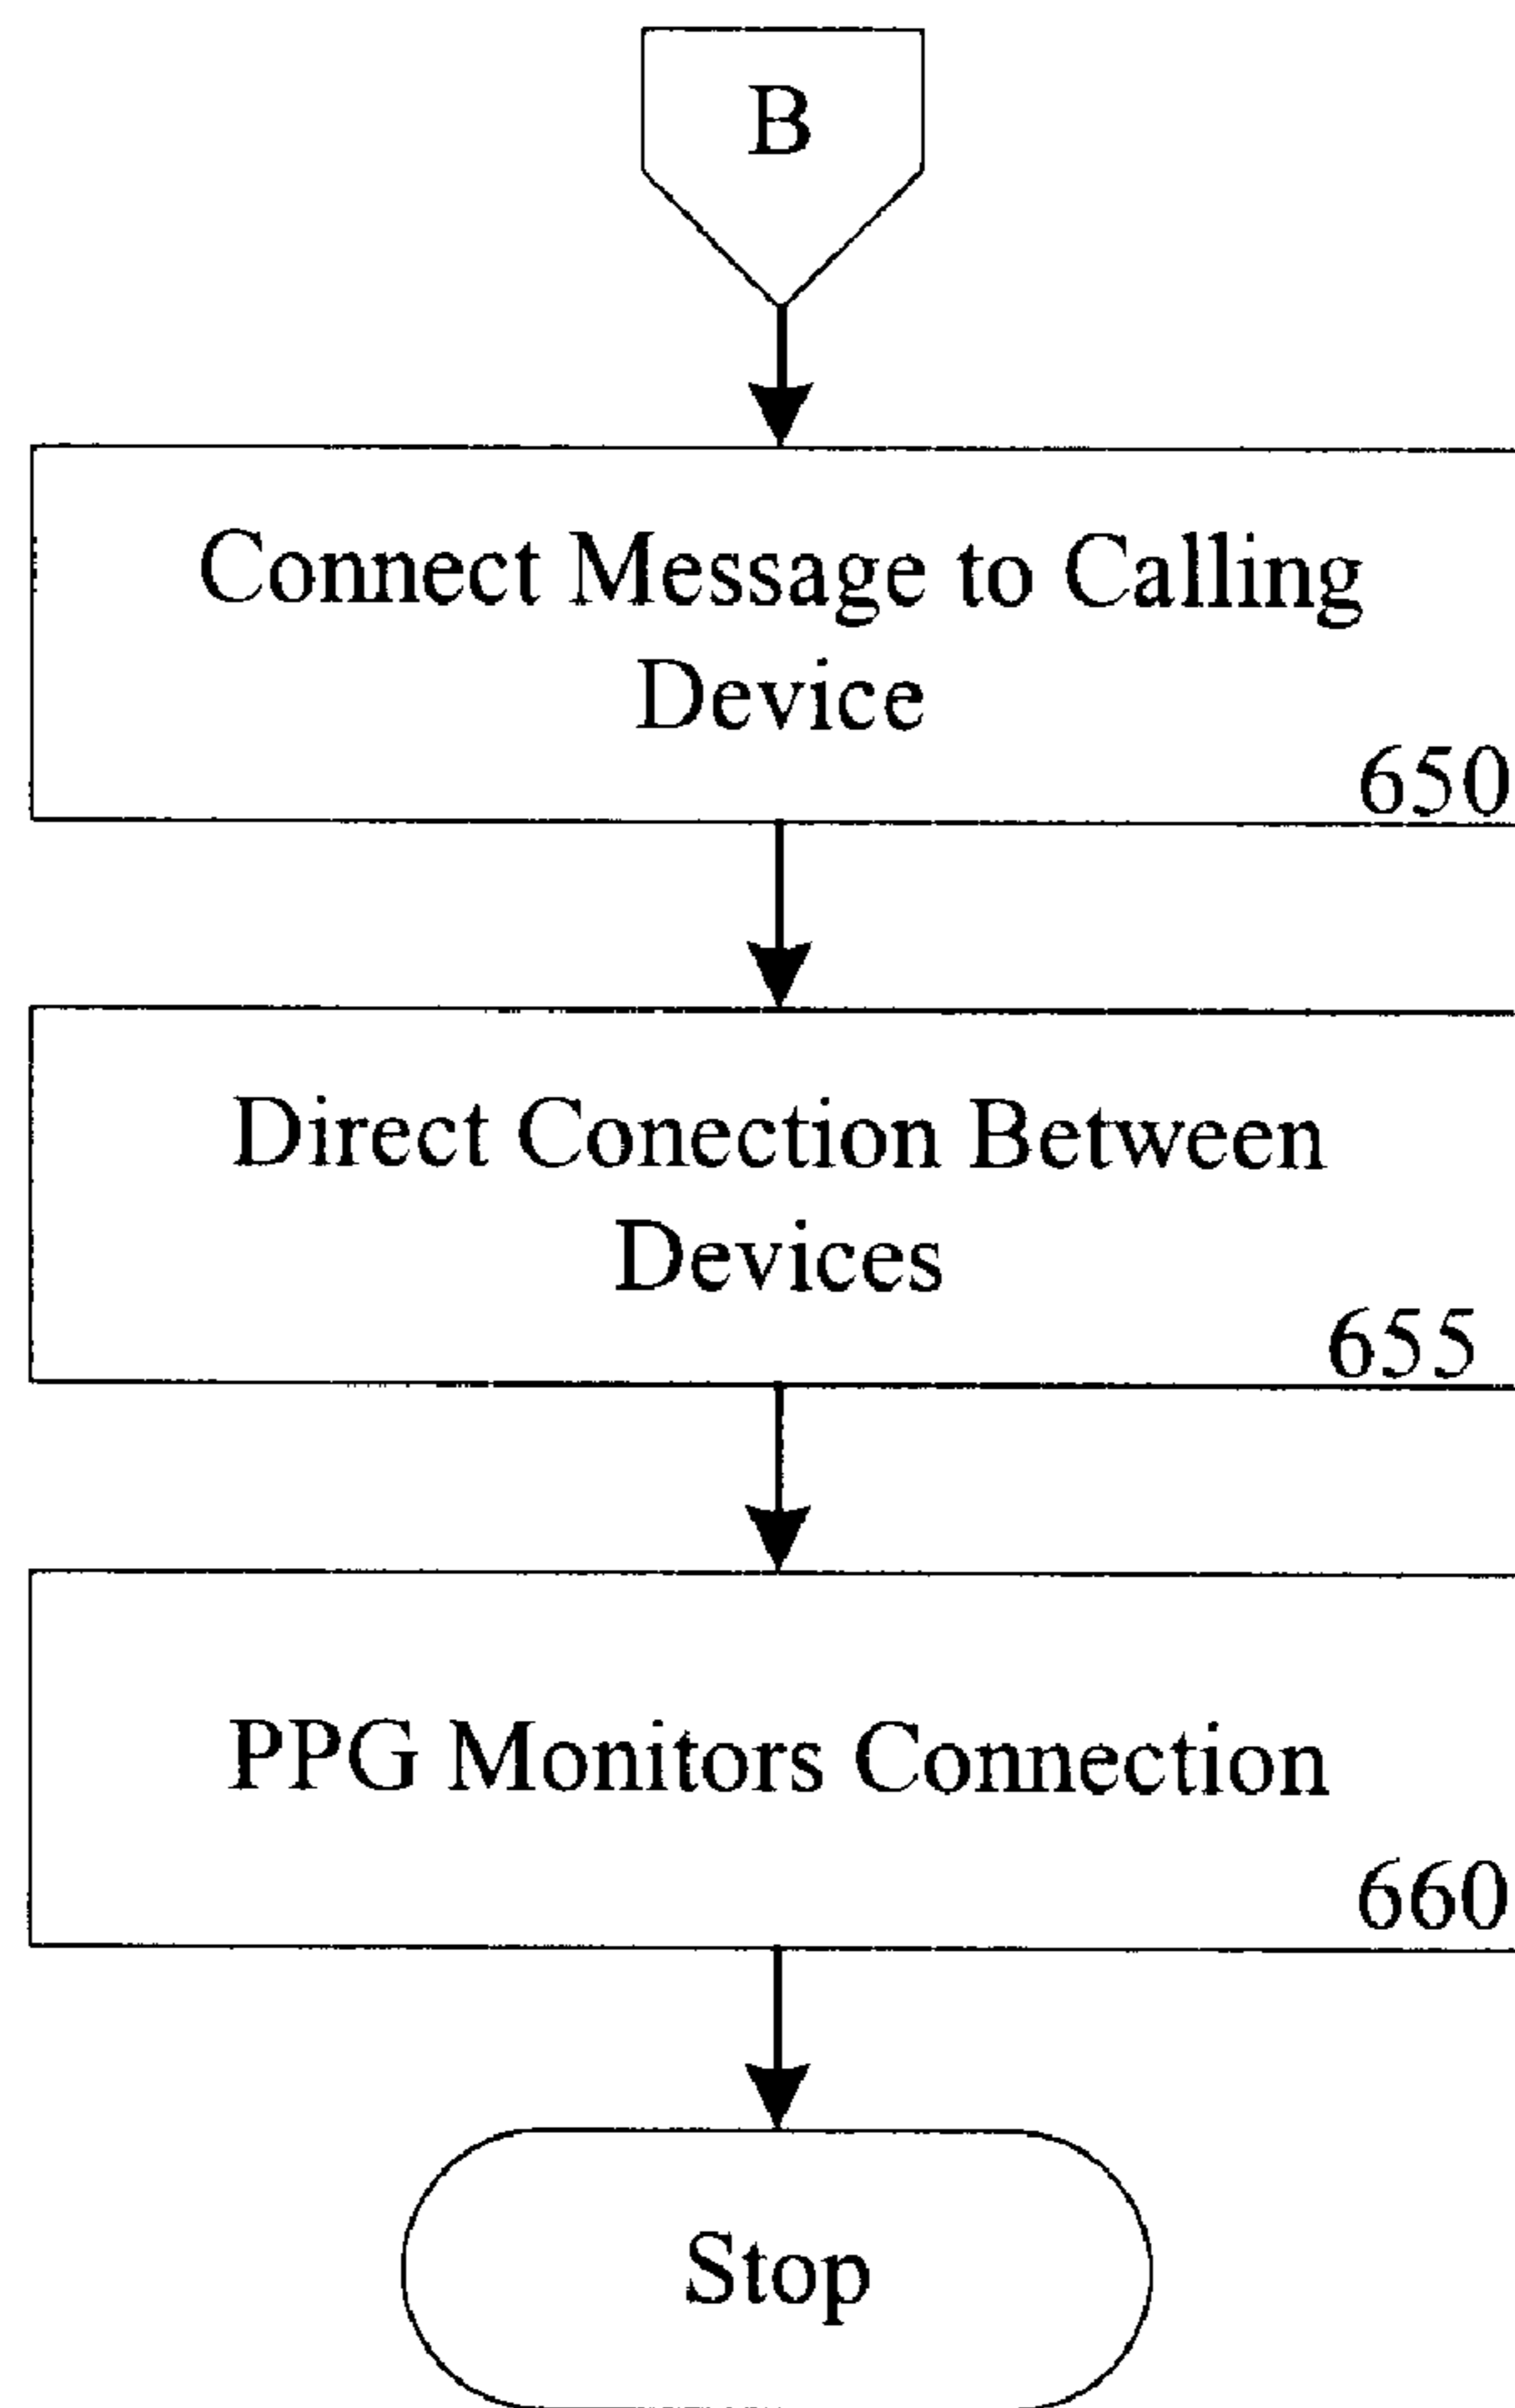 B
Connect Message to Calling
Device
650
Direct Conection Between
Devices
655
PPG Monitors Connection
660
Stop